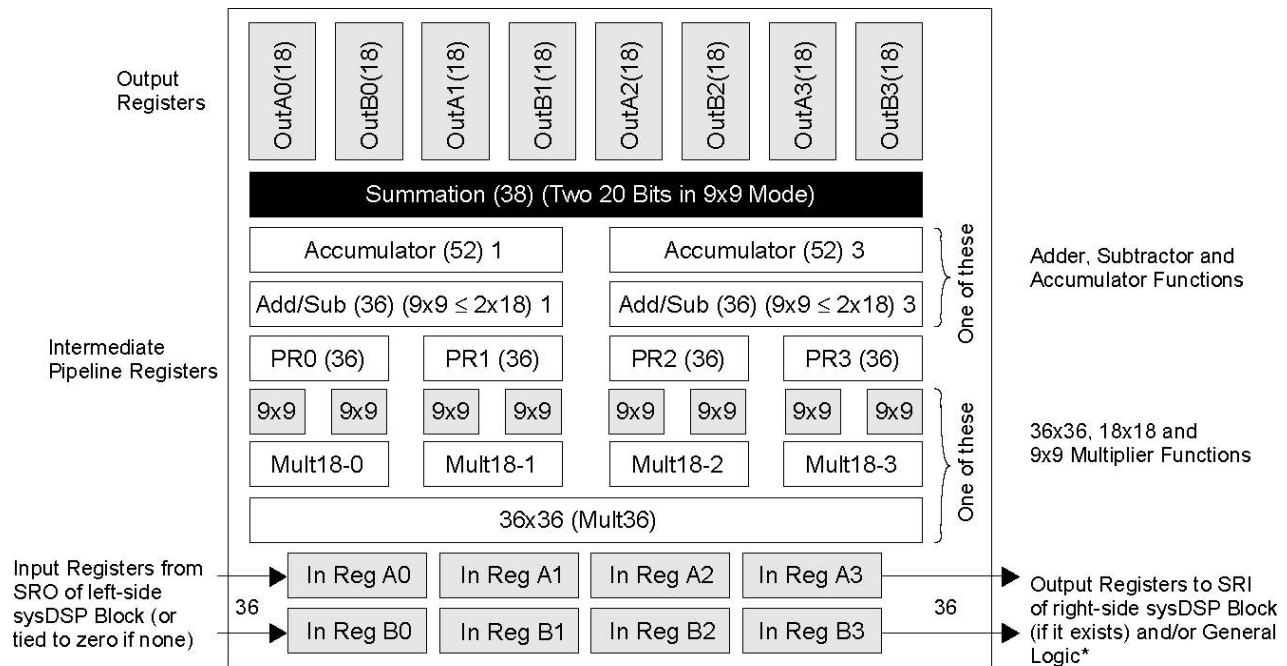 Output
Registers
OutA0(18)
OutB0(18)
OutA1(18)
OutB1(18)
OutA2(18)
OutB2(18)
OutA3(18)
OutB3(18)
Summation (38) (Two 20 Bits in 9x9 Mode)
Accumulator (52) 1
Accumulator (52) 3
Add/Sub (36) (9x9 ≤ 2x18) 1
Add/Sub (36) (9x9 ≤ 2x18) 3
One of these
Adder, Subtractor and
Accumulator Functions
Intermediate
Pipeline Registers
PR0 (36)
PR1 (36)
PR2 (36)
PR3 (36)
9x9
9x9
9x9
9x9
9x9
9x9
9x9
9x9
Mult18-0
Mult18-1
Mult18-2
Mult18-3
36x36 (Mult36)
One of these
36x36, 18x18 and
9x9 Multiplier Functions
Input Registers from
SRO of left-side
sysDSP Block (or
tied to zero if none)
36
In Reg A0
In Reg A1
In Reg A2
In Reg A3
In Reg B0
In Reg B1
In Reg B2
In Reg B3
36
Output Registers to SRI
of right-side sysDSP Block
(if it exists) and/or General
Logic*